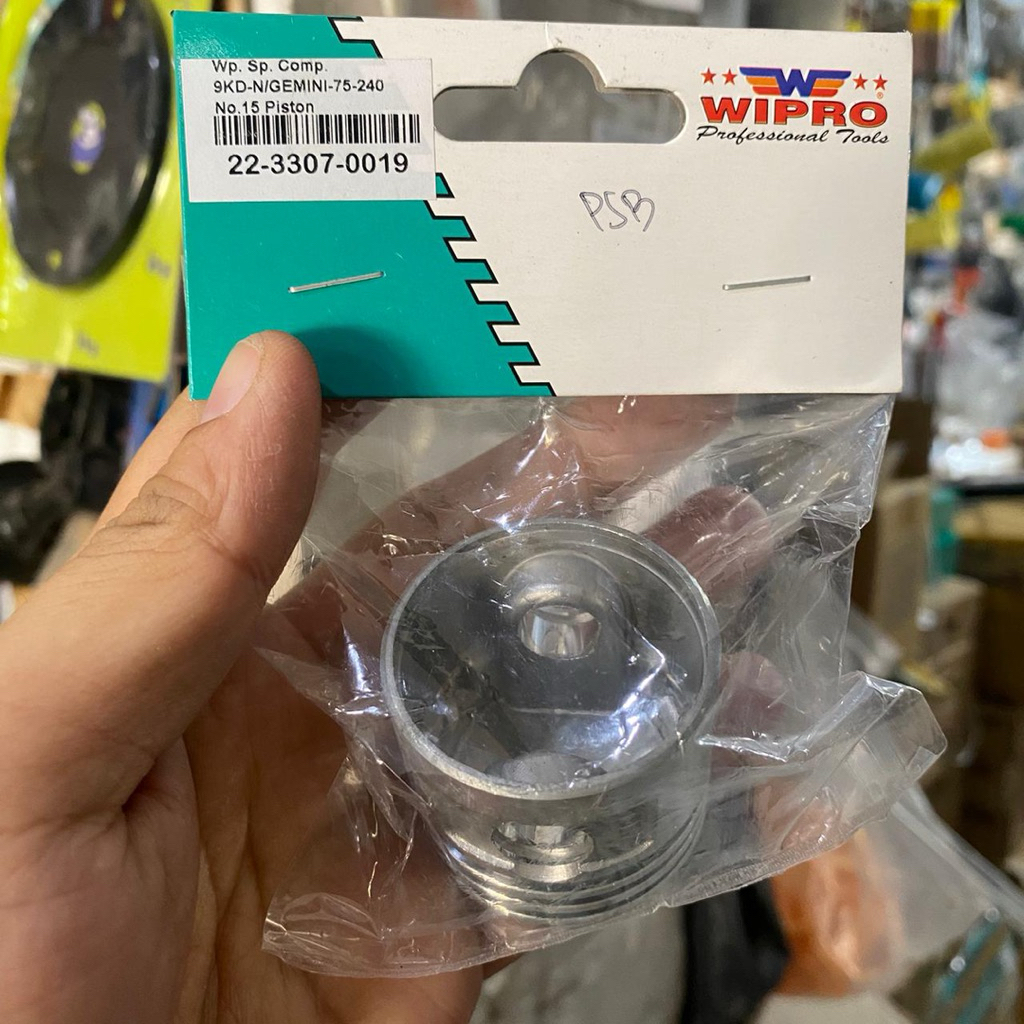 Wp. Sp. Comp.
9KD-N/GEMINI-75-240
No.15 Piston
22-3307-0019
W
WIPRO®
Professional Tools
PSB